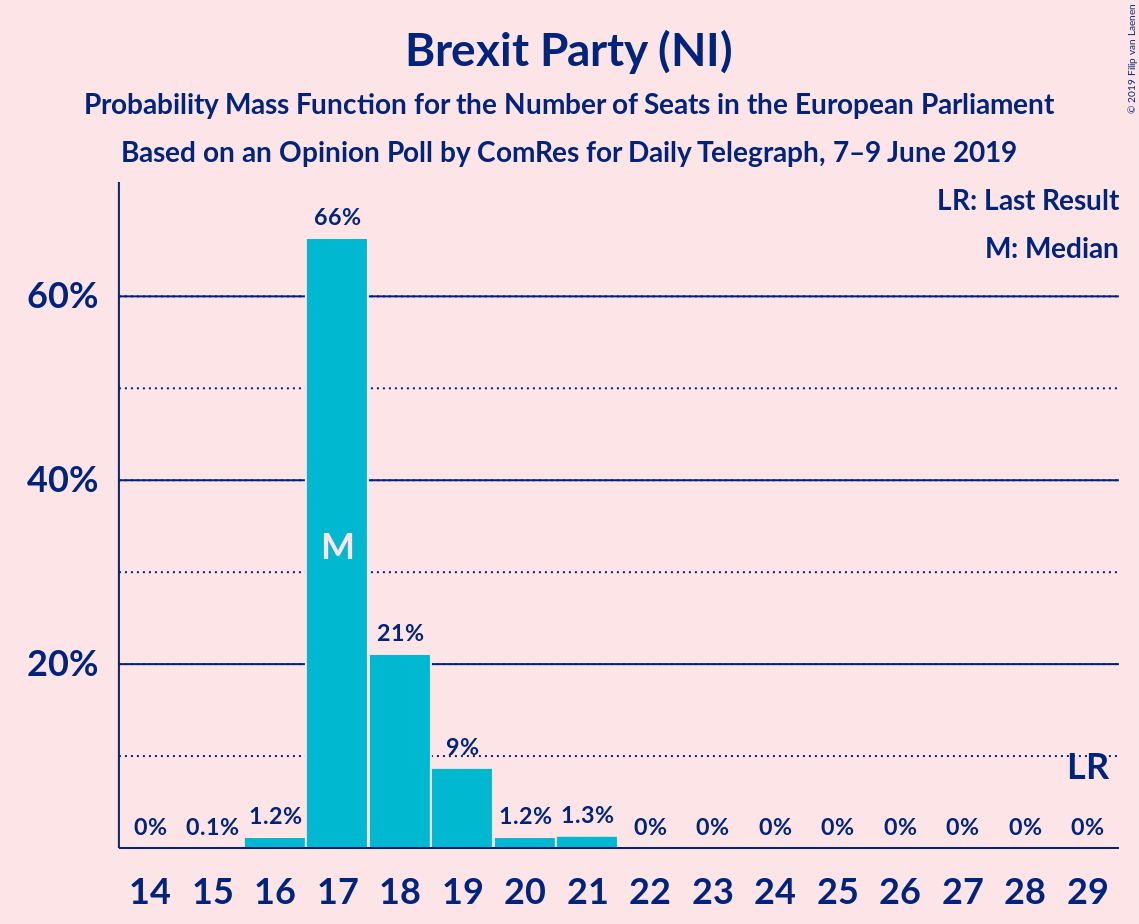 Brexit Party (NI)
Probability Mass Function for the Number of Seats in the European Parliament
Based on an Opinion Poll by ComRes for Daily Telegraph, 7–9 June 2019
© 2019 Filip van Laenen
LR: Last Result
M: Median
60%
40%
20%
66%
M
21%
9%
LR
0% 0.1% 1.2% 1.2% 1.3% 0% 0% 0% 0% 0% 0% 0% 0%
14 15 16 17 18 19 20 21 22 23 24 25 26 27 28 29